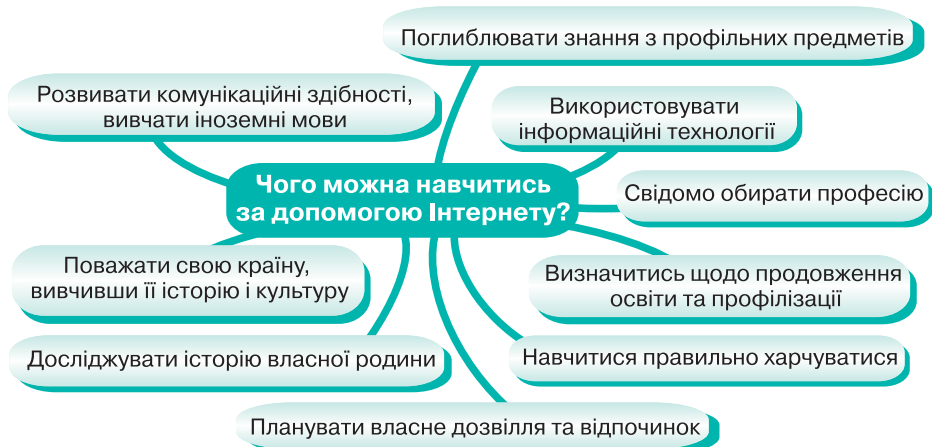 Поглиблювати знання з профільних предметів
Розвивати комунікаційні здібності,
вивчати іноземні мови
Використовувати
інформаційні технології
Чого можна навчитись
за допомогою Інтернету?
Свідомо обирати професію
Поважати свою країну,
вивчивши її історію і культуру
Визначитись щодо продовження
освіти та профілізації
Досліджувати історію власної родини
Навчитися правильно харчуватися
Планувати власне дозвілля та відпочинок